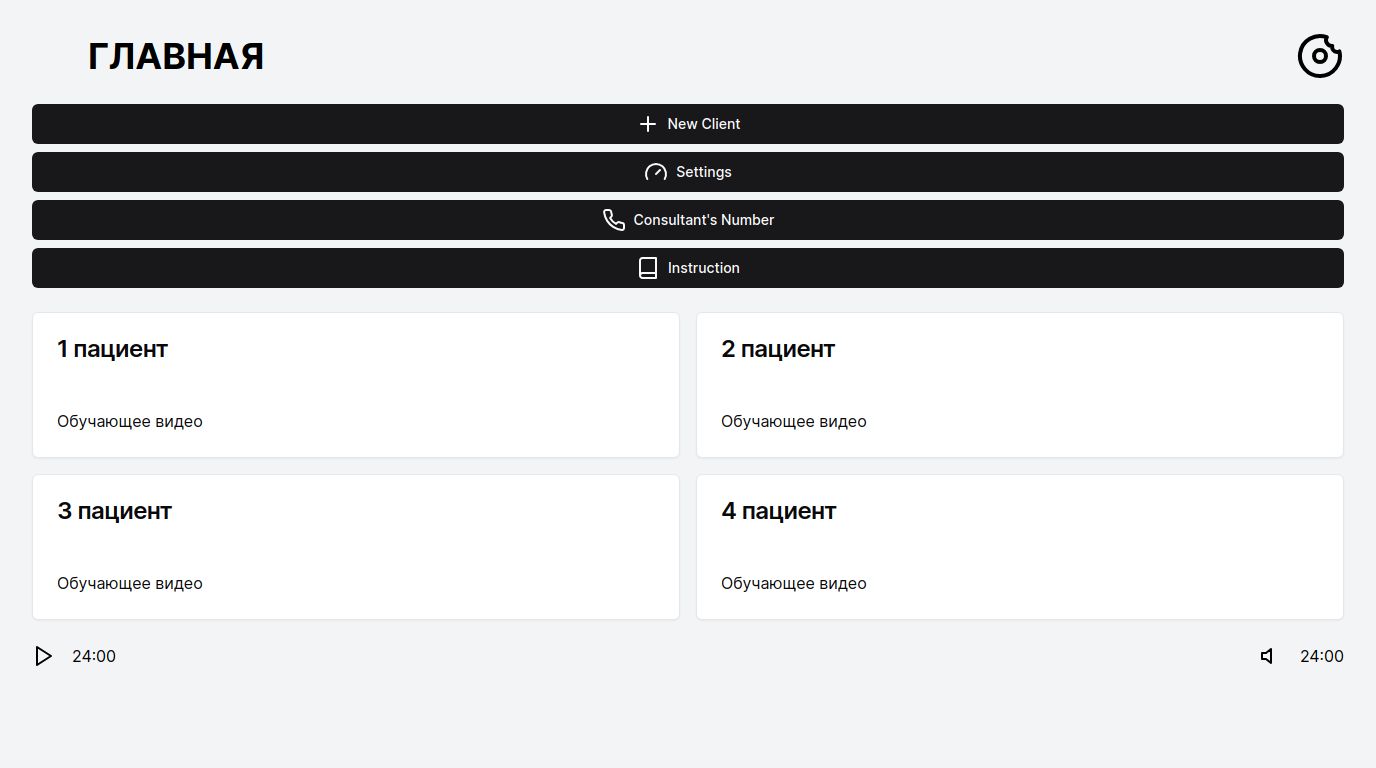 ГЛАВНАЯ
New Client
Settings
Consultant's Number
Instruction
1 пациент
Обучающее видео
2 пациент
Обучающее видео
3 пациент
Обучающее видео
4 пациент
Обучающее видео
24:00
24:00